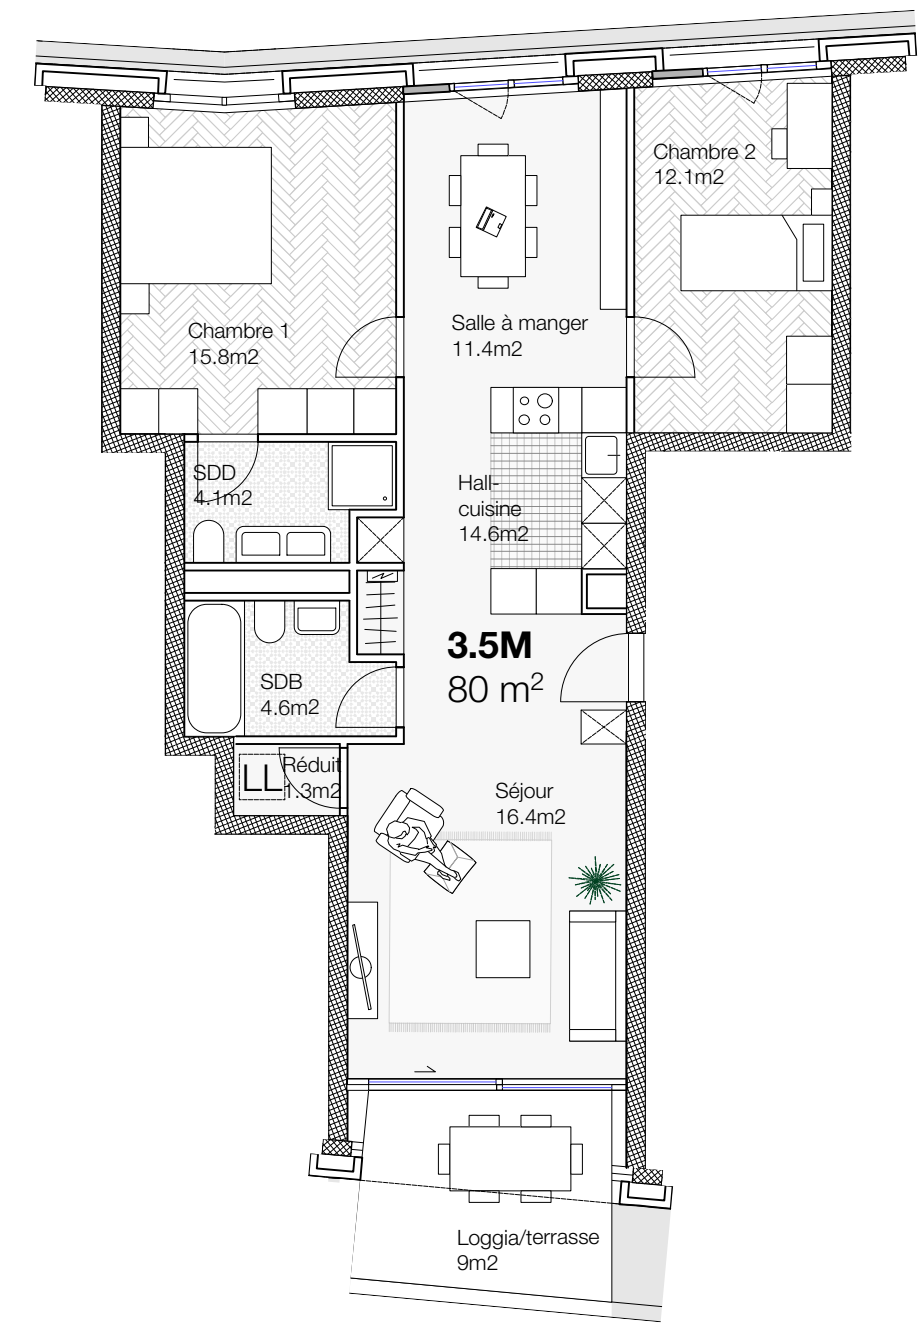 Chambre 2
12.1m2
Chambre 1
15.8m2
Salle à manger
11.4m2
SDD
4.1m2
Hall-
cuisine
14.6m2
3.5M
80 m²
SDB
4.6m2
LL
Réduit
1.3m2
Séjour
16.4m2
Loggia/terrasse
9m2